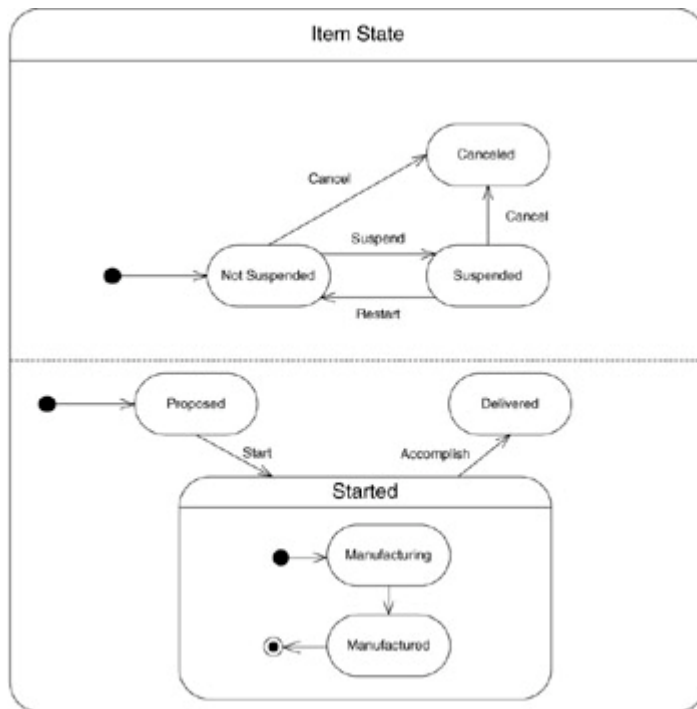 Item State
Canceled
Cancel
Cancel
Suspend
Not Suspended
Suspended
Restart
Proposed
Delivered
Start
Accomplish
Started
Manufacturing
Manufactured